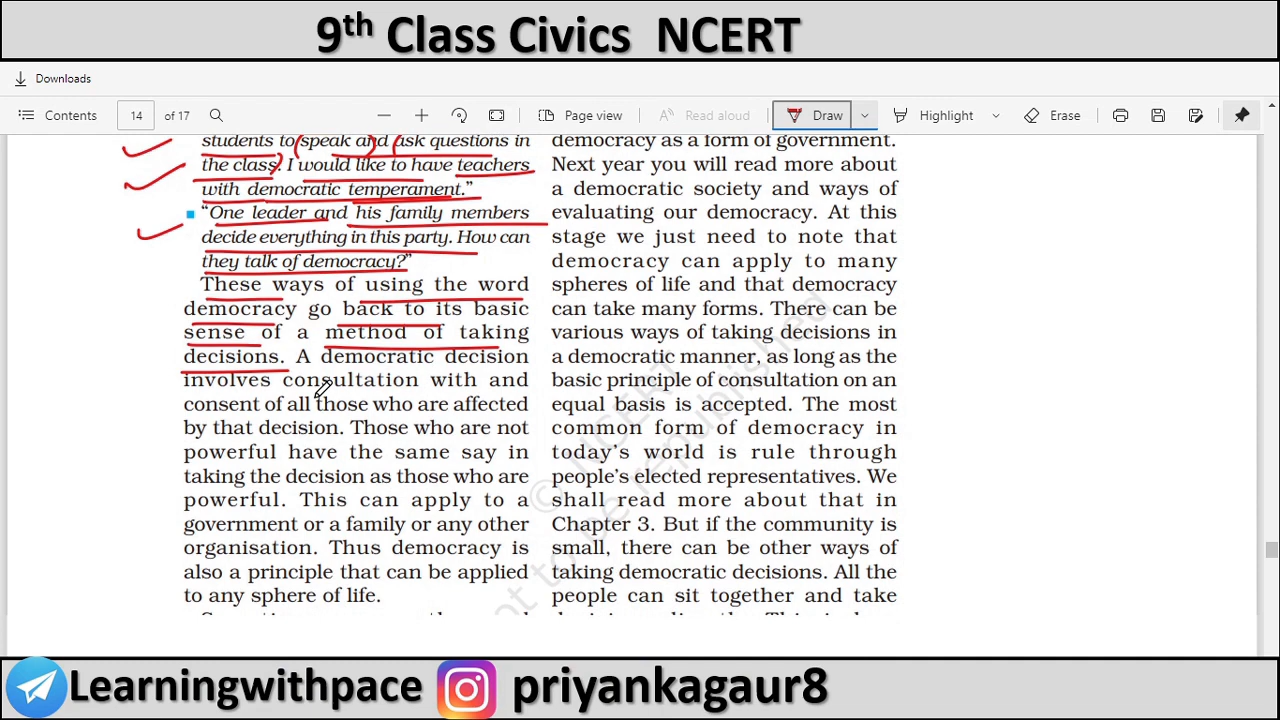 9th Class Civics NCERT
Downloads
Contents
14
of 17
Page view
Read aloud
Draw
Highlight
Erase
students to speak and ask questions in
the class. I would like to have teachers
with democratic temperament."
"One leader and his family members
decide everything in this party. How can
they talk of democracy?"
These ways of using the word
democracy go back to its basic
sense of a method of taking
decisions. A democratic decision
involves consultation with and
consent of all those who are affected
by that decision. Those who are not
powerful have the same say in
taking the decision as those who are
powerful. This can apply to a
government or a family or any other
organisation. Thus democracy is
also a principle that can be applied
to any sphere of life.
democracy as a form of government.
Next year you will read more about
a democratic society and ways of
evaluating our democracy. At this
stage we just need to note that
democracy can apply to many
spheres of life and that democracy
can take many forms. There can be
various ways of taking decisions in
a democratic manner, as long as the
basic principle of consultation on an
equal basis is accepted. The most
common form of democracy in
today's world is rule through
people's elected representatives. We
shall read more about that in
Chapter 3. But if the community is
small, there can be other ways of
taking democratic decisions. All the
people can sit together and take
© NCERT
not to be republished
Learningwithpace
priyankagaur8